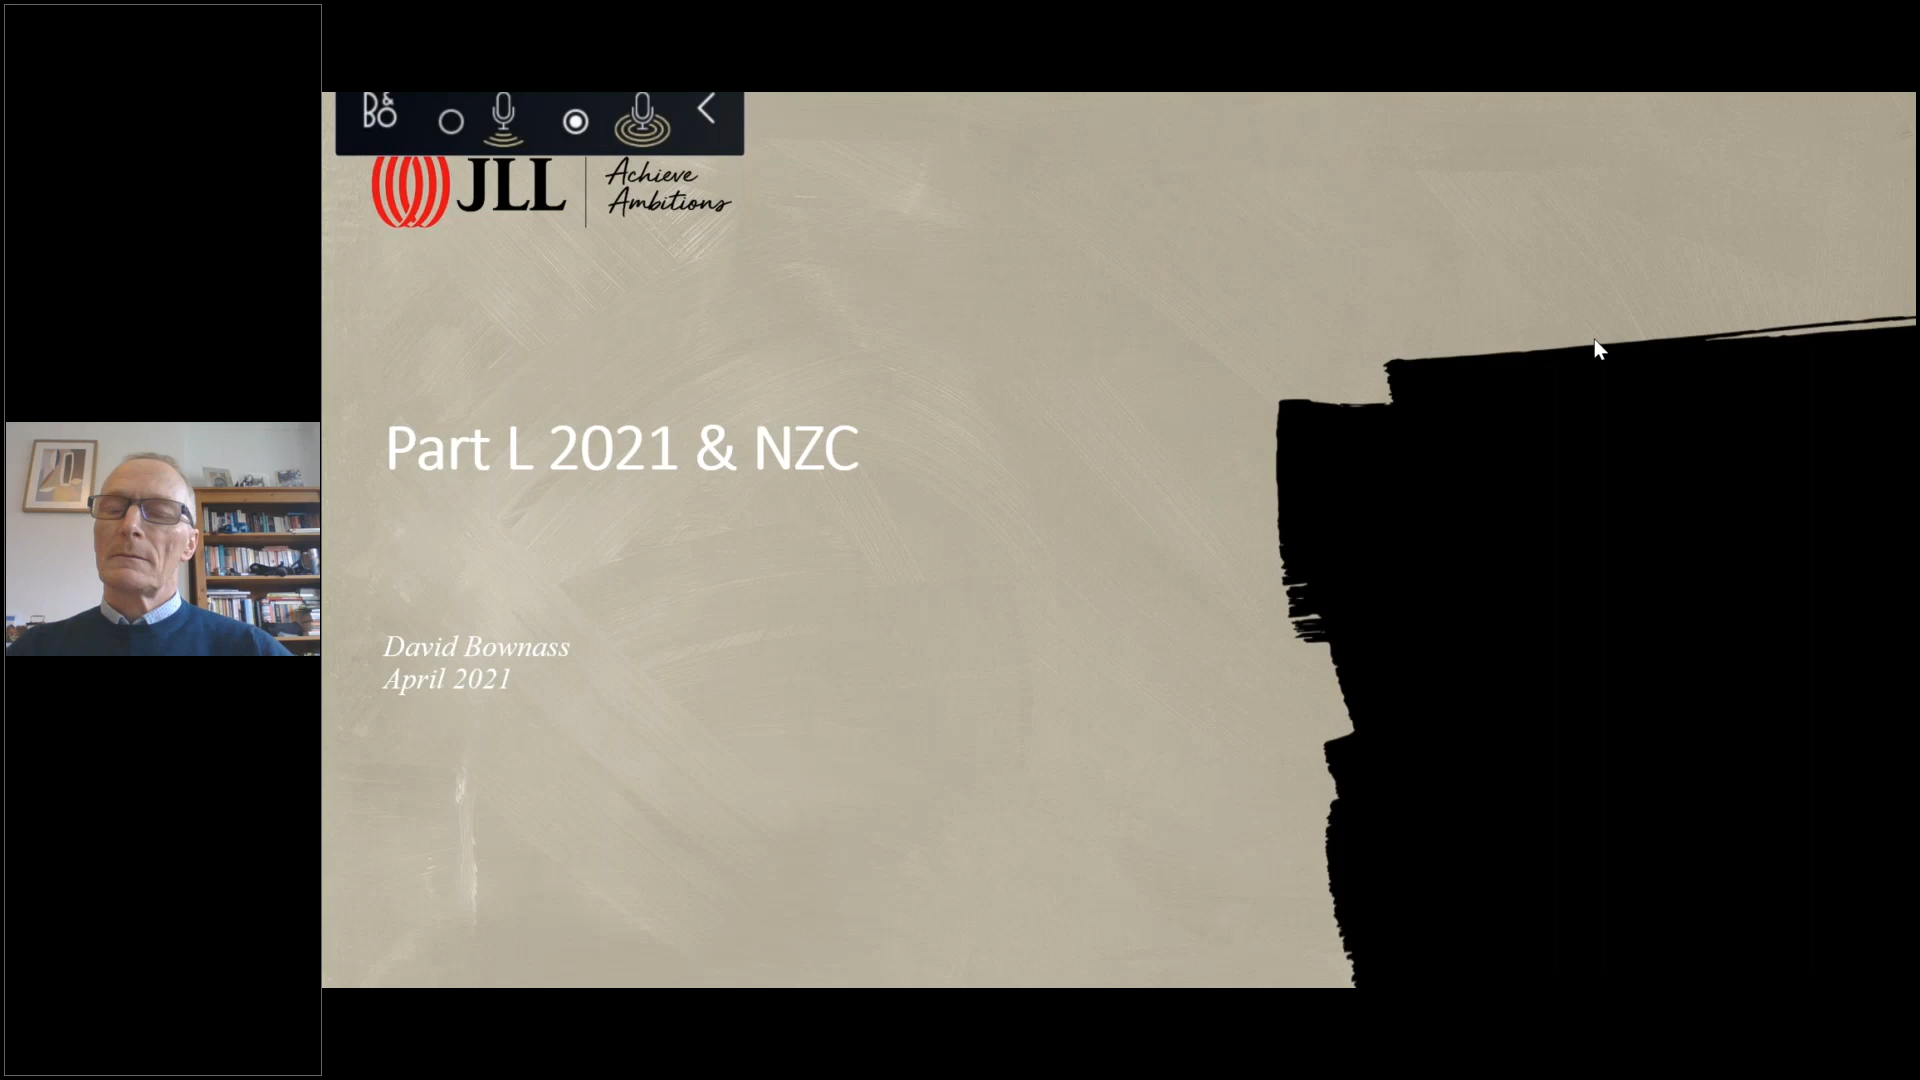 B&O
JLL
Achieve
Ambitions
Part L 2021 & NZC
David Bownass
April 2021